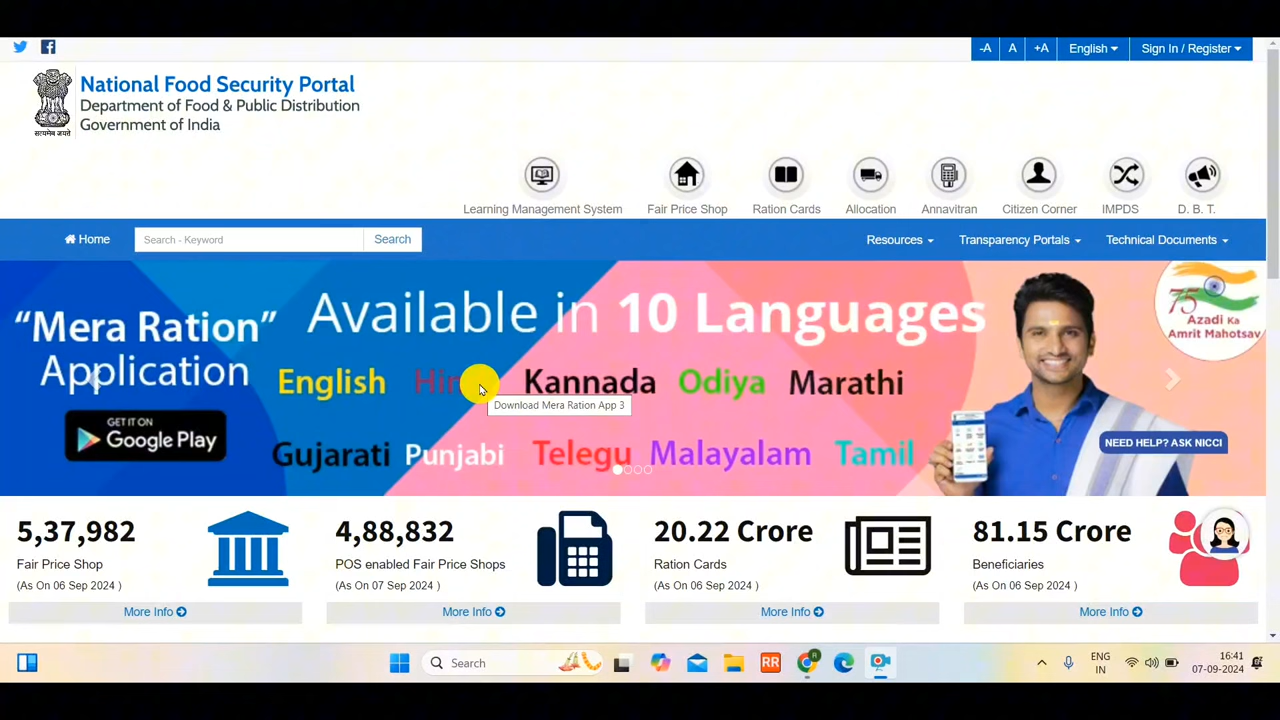 -A A +A English Sign In / Register
National Food Security Portal
Department of Food & Public Distribution
Government of India
सत्यमेव जयते
Learning Management System Fair Price Shop Ration Cards Allocation Annavitran Citizen Corner IMPDS D. B. T.
Home Search - Keyword Search Resources Transparency Portals Technical Documents
“Mera Ration”
Application
GET IT ON
Google Play
Available in 10 Languages
English Kannada Odiya Marathi
Download Mera Ration App 3
Gujarati Punjabi Telegu Malayalam Tamil
75
Azadi Ka
Amrit Mahotsav
NEED HELP? ASK NICCI
5,37,982
Fair Price Shop
(As On 06 Sep 2024 )
More Info
4,88,832
POS enabled Fair Price Shops
(As On 07 Sep 2024 )
More Info
20.22 Crore
Ration Cards
(As On 06 Sep 2024 )
More Info
81.15 Crore
Beneficiaries
(As On 06 Sep 2024 )
More Info
Search
RR
R
ENG
IN
16:41
07-09-2024